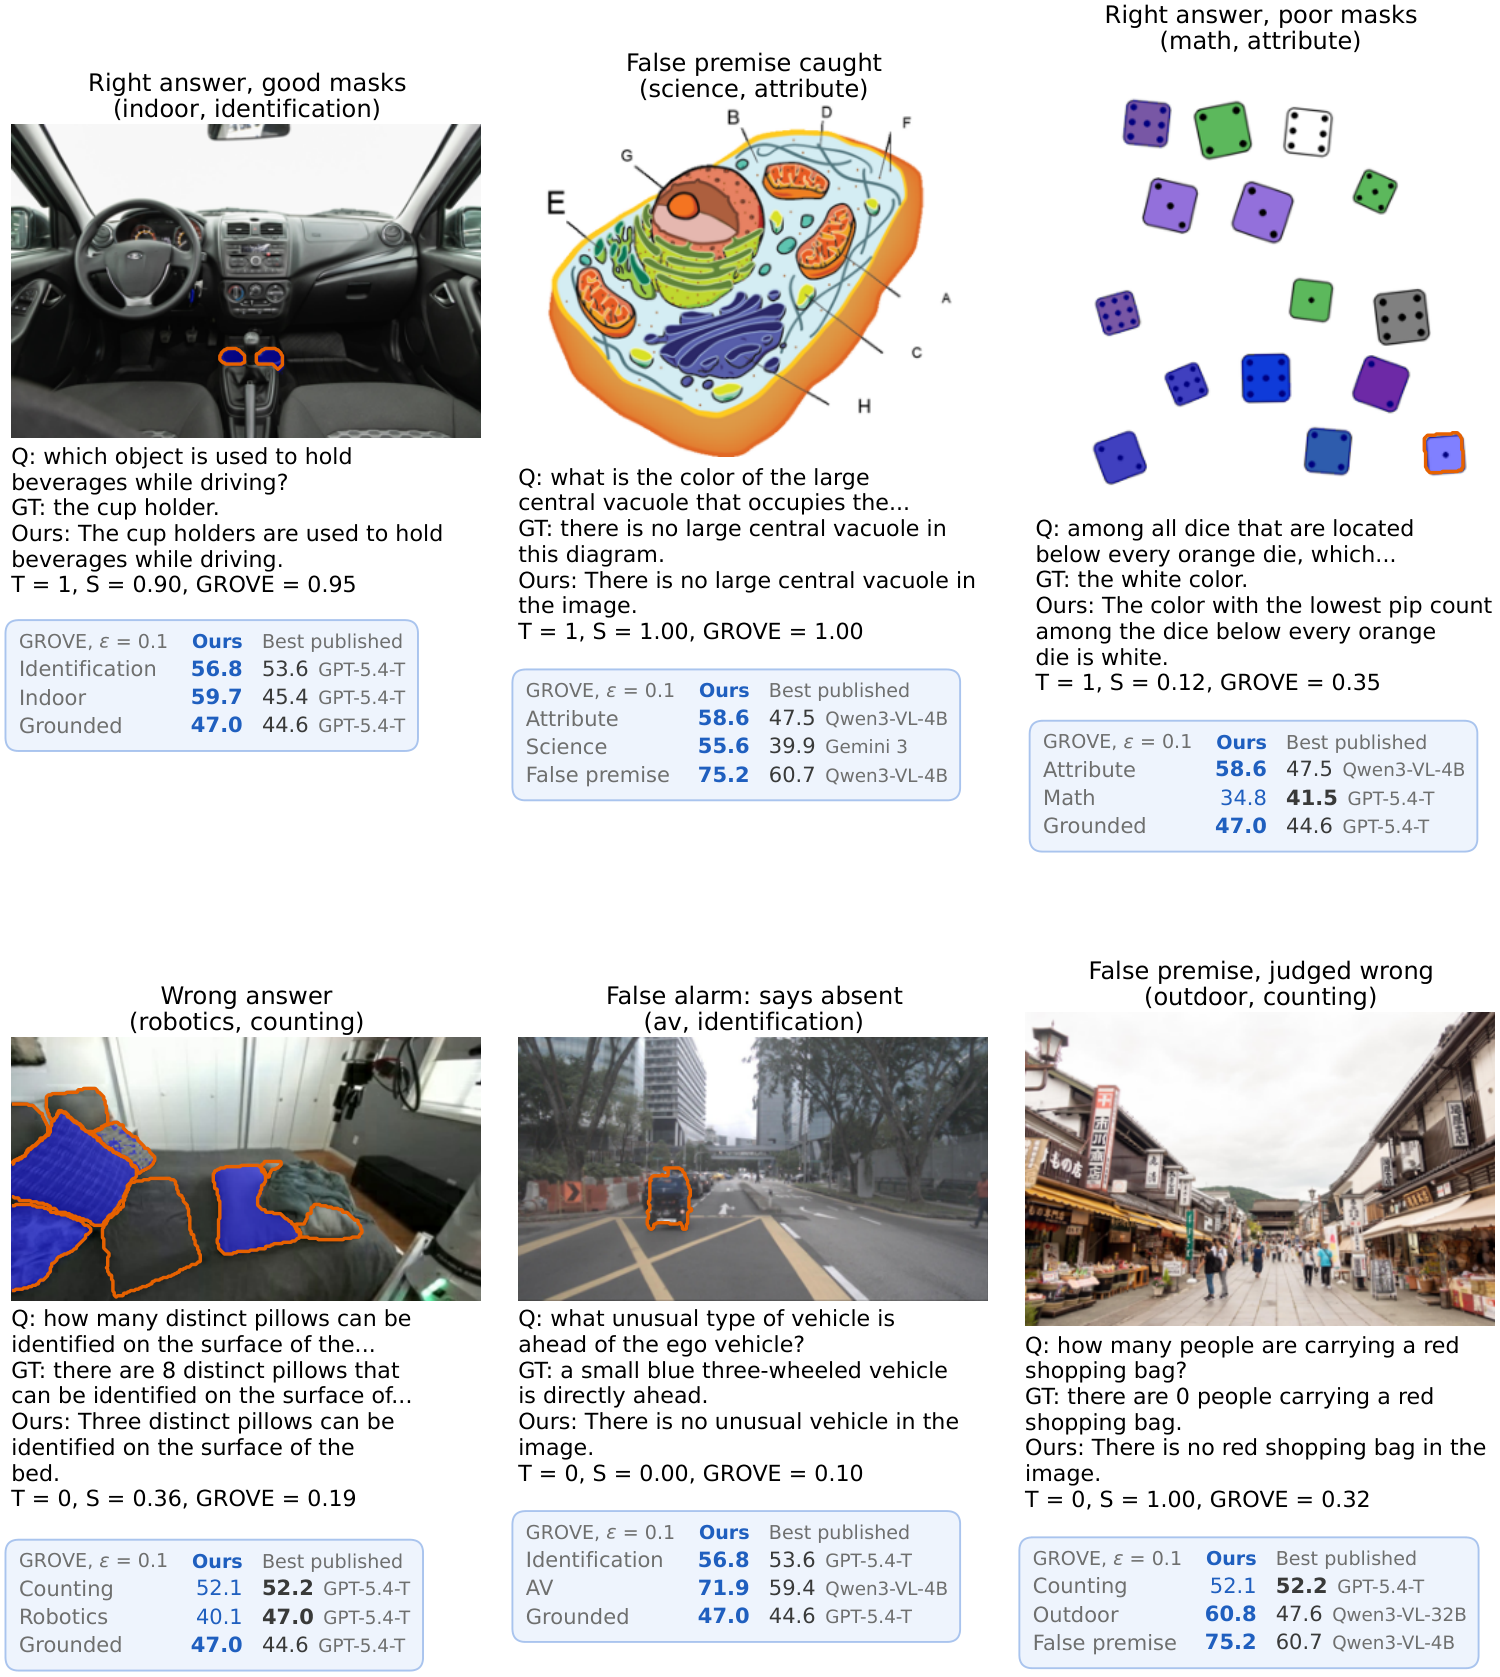 Right answer, good masks
(indoor, identification)
Q: which object is used to hold
beverages while driving?
GT: the cup holder.
Ours: The cup holders are used to hold
beverages while driving.
T = 1, S = 0.90, GROVE = 0.95
GROVE, ε = 0.1 Ours Best published
Identification 56.8 53.6 GPT-5.4-T
Indoor 59.7 45.4 GPT-5.4-T
Grounded 47.0 44.6 GPT-5.4-T
False premise caught
(science, attribute)
B
D
F
G
E
A
C
H
Q: what is the color of the large
central vacuole that occupies the...
GT: there is no large central vacuole in
this diagram.
Ours: There is no large central vacuole in
the image.
T = 1, S = 1.00, GROVE = 1.00
GROVE, ε = 0.1 Ours Best published
Attribute 58.6 47.5 Qwen3-VL-4B
Science 55.6 39.9 Gemini 3
False premise 75.2 60.7 Qwen3-VL-4B
Right answer, poor masks
(math, attribute)
Q: among all dice that are located
below every orange die, which...
GT: the white color.
Ours: The color with the lowest pip count
among the dice below every orange
die is white.
T = 1, S = 0.12, GROVE = 0.35
GROVE, ε = 0.1 Ours Best published
Attribute 58.6 47.5 Qwen3-VL-4B
Math 34.8 41.5 GPT-5.4-T
Grounded 47.0 44.6 GPT-5.4-T
Wrong answer
(robotics, counting)
Q: how many distinct pillows can be
identified on the surface of the...
GT: there are 8 distinct pillows that
can be identified on the surface of...
Ours: Three distinct pillows can be
identified on the surface of the
bed.
T = 0, S = 0.36, GROVE = 0.19
GROVE, ε = 0.1 Ours Best published
Counting 52.1 52.2 GPT-5.4-T
Robotics 40.1 47.0 GPT-5.4-T
Grounded 47.0 44.6 GPT-5.4-T
False alarm: says absent
(av, identification)
Q: what unusual type of vehicle is
ahead of the ego vehicle?
GT: a small blue three-wheeled vehicle
is directly ahead.
Ours: There is no unusual vehicle in the
image.
T = 0, S = 0.00, GROVE = 0.10
GROVE, ε = 0.1 Ours Best published
Identification 56.8 53.6 GPT-5.4-T
AV 71.9 59.4 Qwen3-VL-4B
Grounded 47.0 44.6 GPT-5.4-T
False premise, judged wrong
(outdoor, counting)
市川商店
もの店
Q: how many people are carrying a red
shopping bag?
GT: there are 0 people carrying a red
shopping bag.
Ours: There is no red shopping bag in the
image.
T = 0, S = 1.00, GROVE = 0.32
GROVE, ε = 0.1 Ours Best published
Counting 52.1 52.2 GPT-5.4-T
Outdoor 60.8 47.6 Qwen3-VL-32B
False premise 75.2 60.7 Qwen3-VL-4B